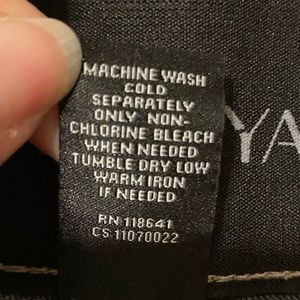 MACHINE WASH
COLD
SEPARATELY
ONLY NON-
CHLORINE BLEACH
WHEN NEEDED
TUMBLE DRY LOW
WARM IRON
IF NEEDED
RN 118641
CS 11070022
YA